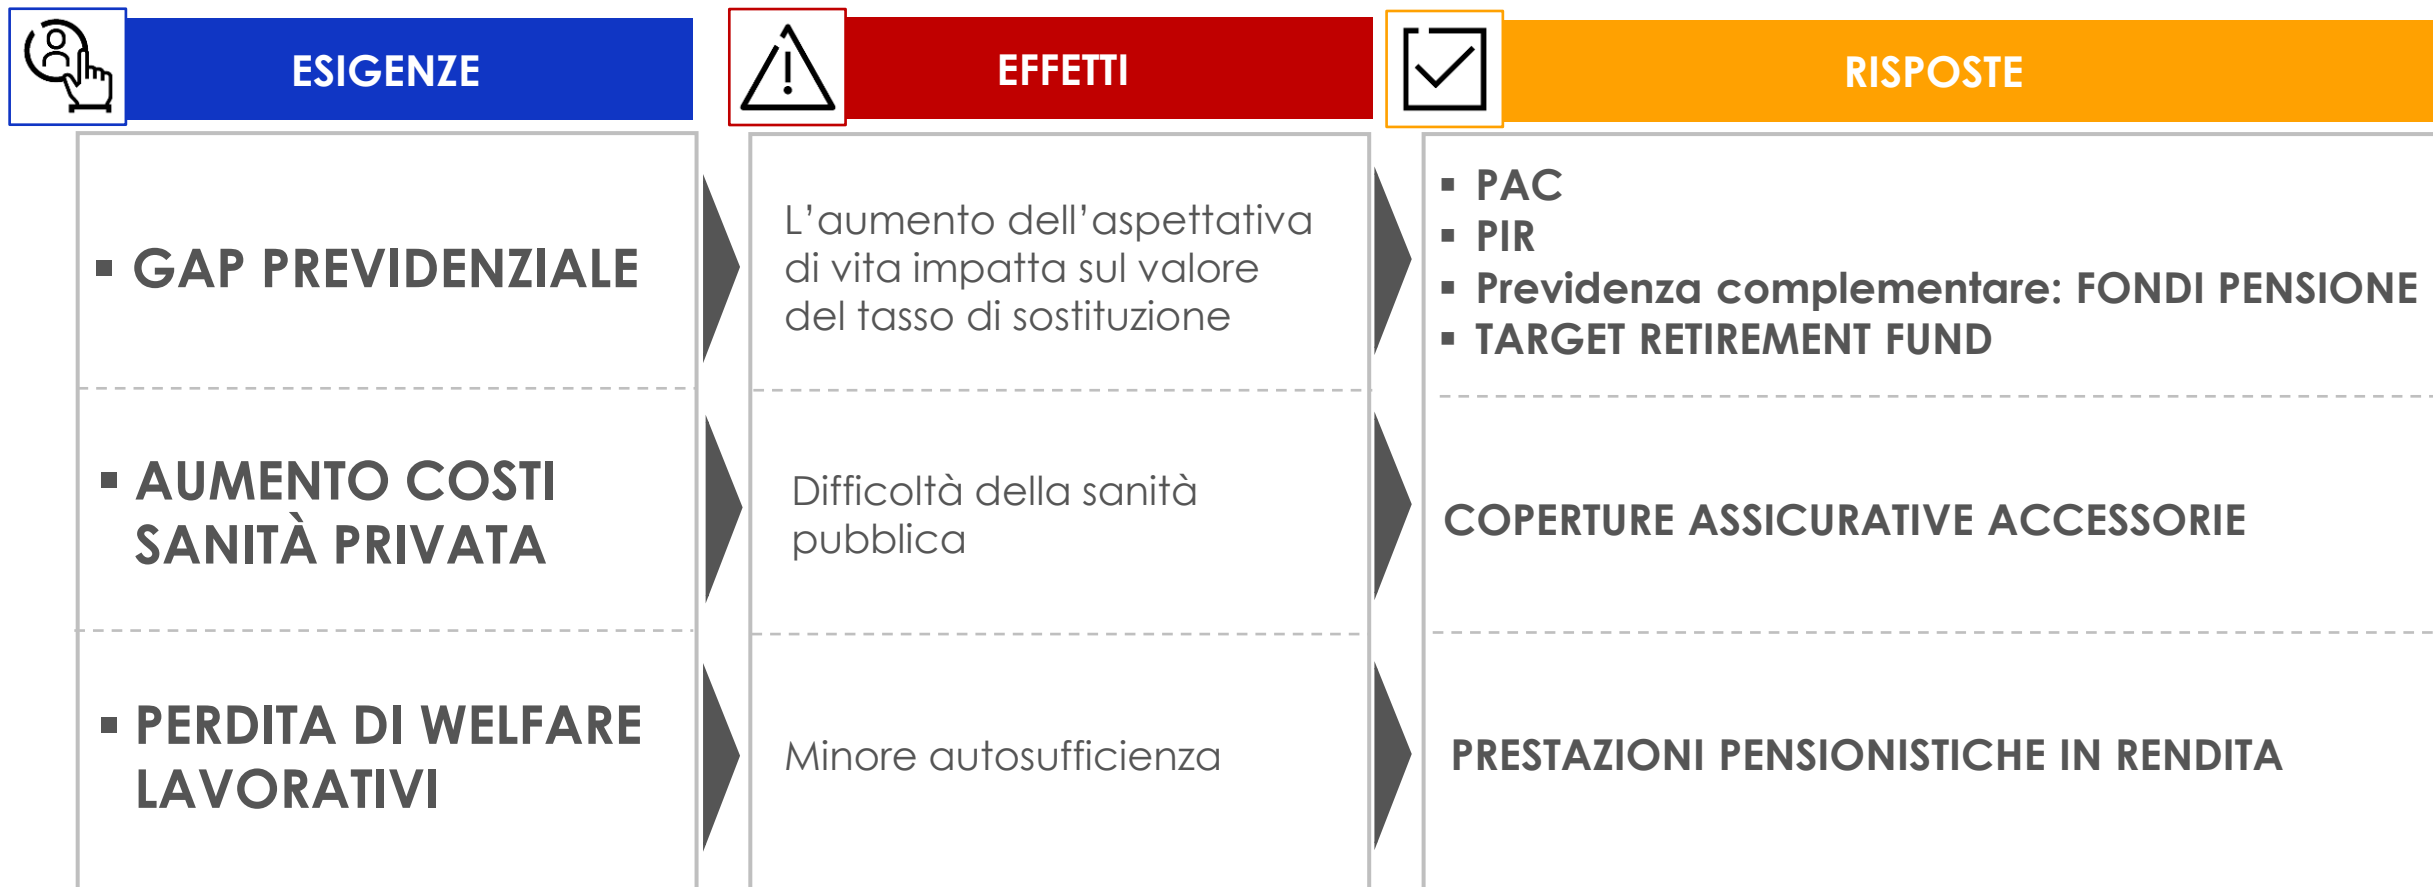 ESIGENZE
EFFETTI
RISPOSTE
▪ GAP PREVIDENZIALE
L’aumento dell’aspettativa
di vita impatta sul valore
del tasso di sostituzione
▪ PAC
▪ PIR
▪ Previdenza complementare: FONDI PENSIONE
▪ TARGET RETIREMENT FUND
▪ AUMENTO COSTI
SANITÀ PRIVATA
Difficoltà della sanità
pubblica
COPERTURE ASSICURATIVE ACCESSORIE
▪ PERDITA DI WELFARE
LAVORATIVI
Minore autosufficienza
PRESTAZIONI PENSIONISTICHE IN RENDITA